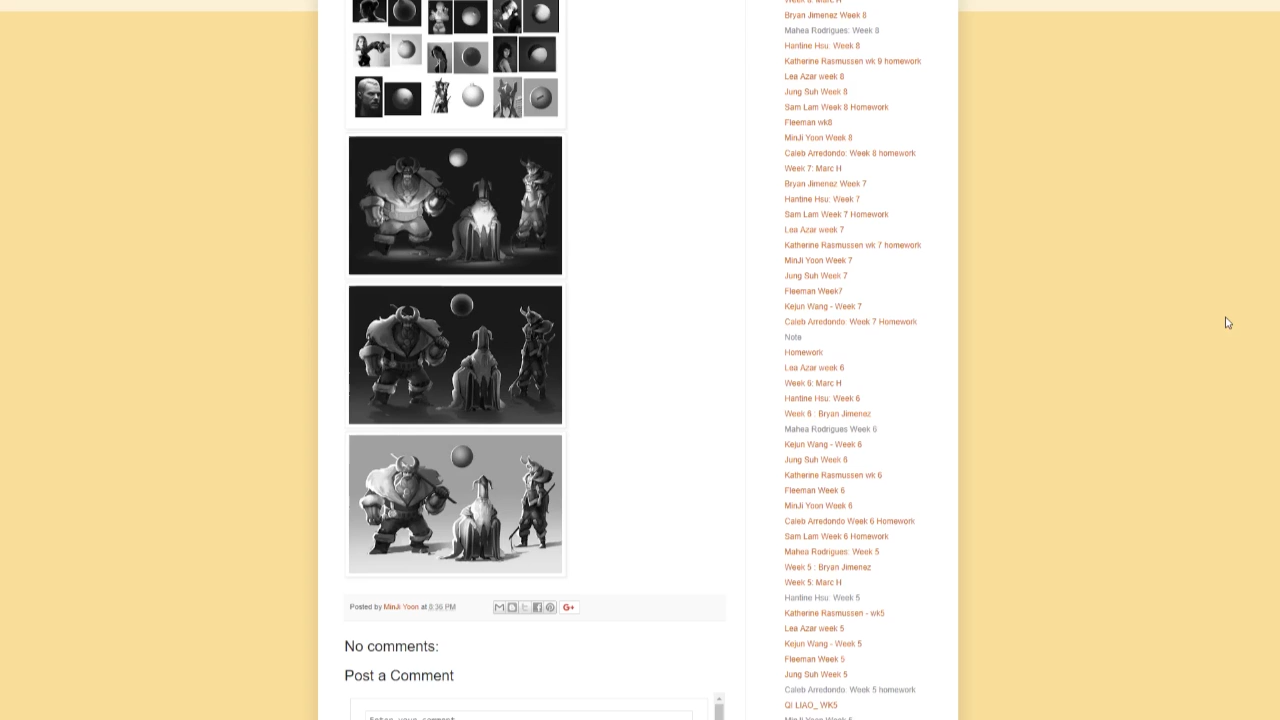 Bryan Jimenez Week 8
Mahea Rodrigues: Week 8
Hantine Hsu: Week 8
Katherine Rasmussen wk 9 homework
Lea Azar week 8
Jung Suh Week 8
Sam Lam Week 8 Homework
Fleeman wk8
MinJi Yoon Week 8
Caleb Arredondo: Week 8 homework
Week 7: Marc H
Bryan Jimenez Week 7
Hantine Hsu: Week 7
Sam Lam Week 7 Homework
Lea Azar week 7
Katherine Rasmussen wk 7 homework
MinJi Yoon Week 7
Jung Suh Week 7
Fleeman Week7
Kejun Wang - Week 7
Caleb Arredondo: Week 7 Homework
Note
Homework
Lea Azar week 6
Week 6: Marc H
Hantine Hsu: Week 6
Week 6 : Bryan Jimenez
Mahea Rodrigues Week 6
Kejun Wang - Week 6
Jung Suh Week 6
Katherine Rasmussen wk 6
Fleeman Week 6
MinJi Yoon Week 6
Caleb Arredondo Week 6 Homework
Sam Lam Week 6 Homework
Mahea Rodrigues: Week 5
Week 5 : Bryan Jimenez
Week 5: Marc H
Hantine Hsu: Week 5
Katherine Rasmussen - wk5
Lea Azar week 5
Kejun Wang - Week 5
Fleeman Week 5
Jung Suh Week 5
Caleb Arredondo: Week 5 homework
QI LIAO_ WK5
MinJi Yoon Week 5
Posted by MinJi Yoon at 8:36 PM
G+
No comments:
Post a Comment
Enter your comment